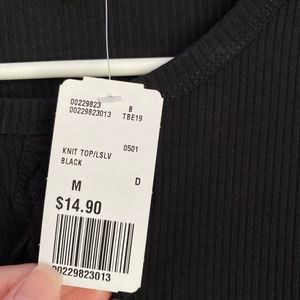 00229823 B
00229823013 TBE19
0501
KNIT TOP/LSLV
BLACK
M D
$14.90
00229823013